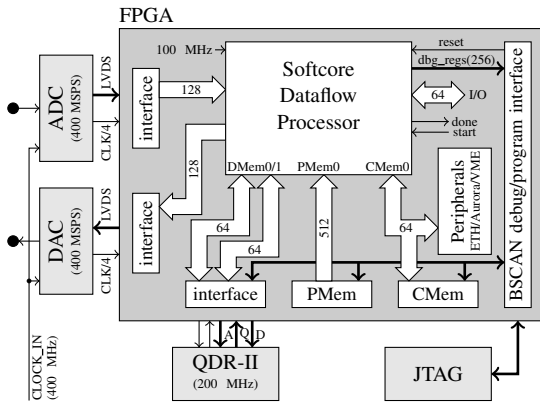 FPGA
100 MHz
Softcore
Dataflow
Processor
DMem0/1
PMem0
CMem0
reset
dbg_regs(256)
64
I/O
done
start
BSCAN debug/program interface
ADC
(400 MSPS)
LVDS
CLK/4
interface
128
128
DAC
(400 MSPS)
LVDS
CLK/4
interface
64
64
512
64
Peripherals
ETH/Aurora/VME
interface
PMem
CMem
A
Q
D
QDR-II
(200 MHz)
JTAG
CLOCK_IN
(400 MHz)